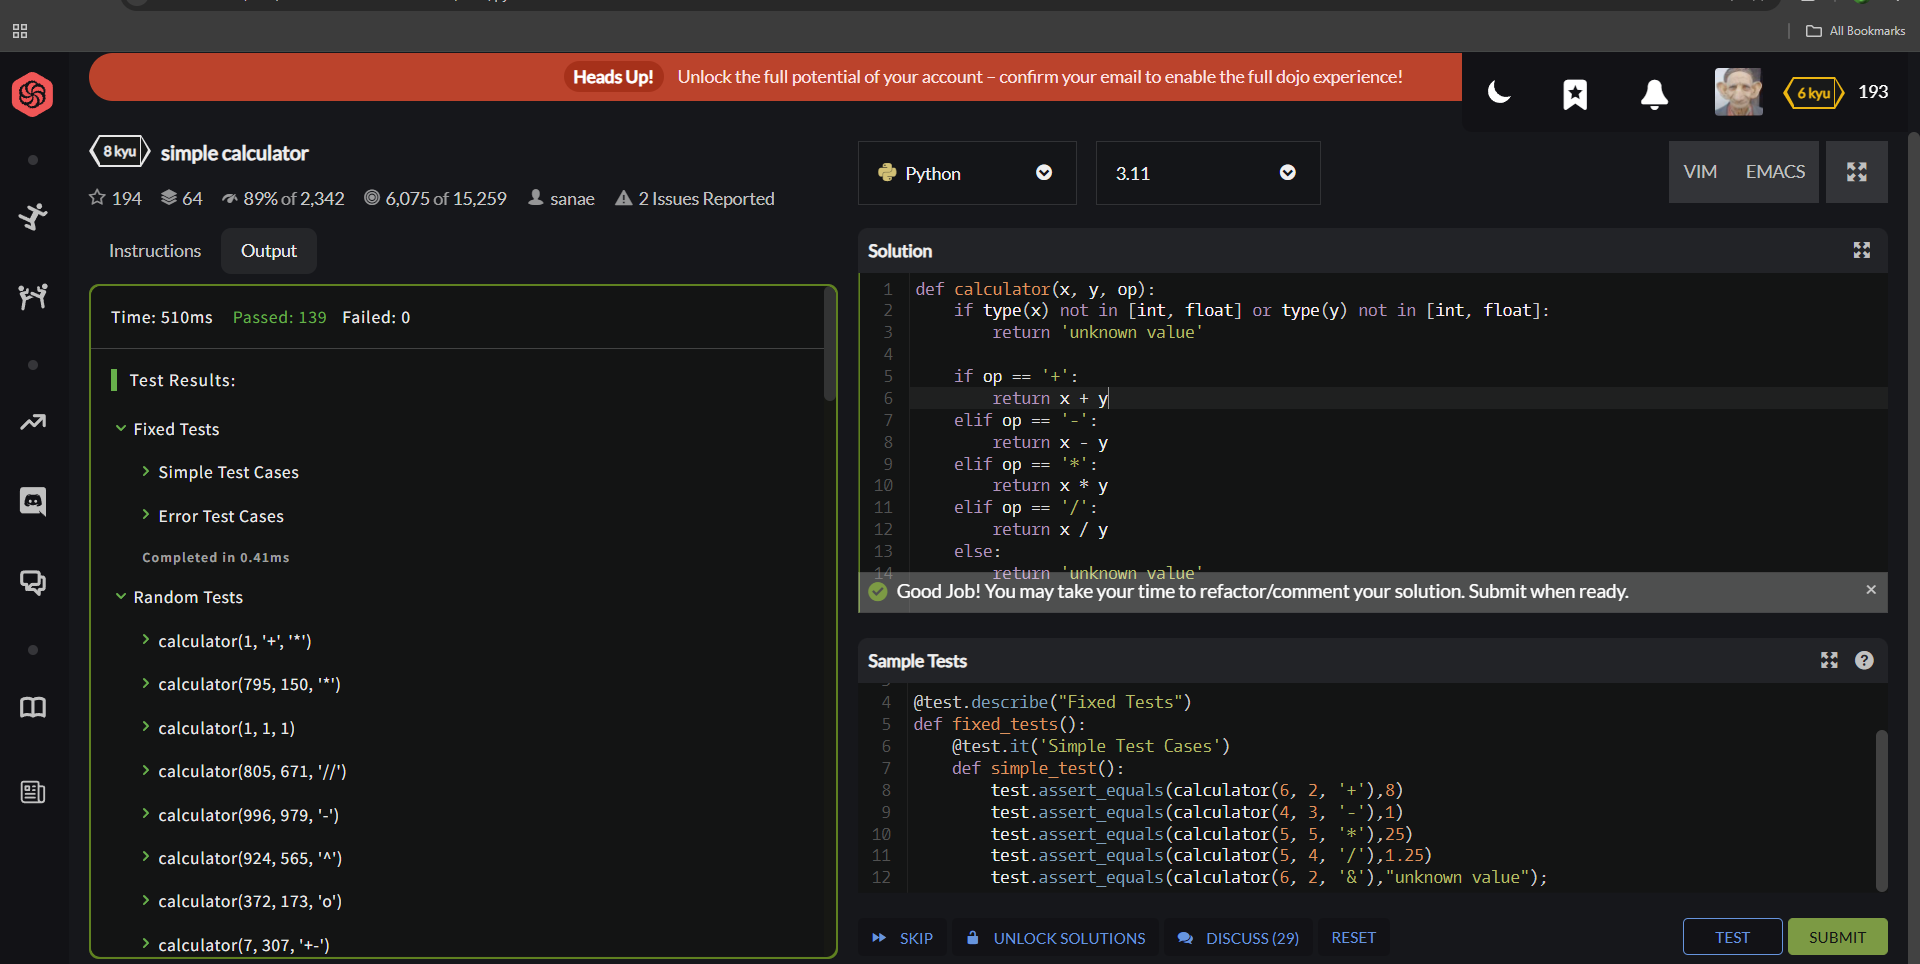 All Bookmarks
Heads Up! Unlock the full potential of your account – confirm your email to enable the full dojo experience!
6 kyu 193
8 kyu simple calculator
194 64 89% of 2,342 6,075 of 15,259 sanae 2 Issues Reported
Python 3.11 VIM EMACS
Instructions Output
Time: 510ms Passed: 139 Failed: 0
Test Results:
Fixed Tests
Simple Test Cases
Error Test Cases
Completed in 0.41ms
Random Tests
calculator(1, '+', '*')
calculator(795, 150, '*')
calculator(1, 1, 1)
calculator(805, 671, '//')
calculator(996, 979, '-')
calculator(924, 565, '^')
calculator(372, 173, 'o')
calculator(7, 307, '+-')
Solution
1 def calculator(x, y, op):
2     if type(x) not in [int, float] or type(y) not in [int, float]:
3         return 'unknown value'
4
5     if op == '+':
6         return x + y
7     elif op == '-':
8         return x - y
9     elif op == '*':
10         return x * y
11     elif op == '/':
12         return x / y
13     else:
14         return 'unknown value'
Good Job! You may take your time to refactor/comment your solution. Submit when ready.
Sample Tests
4 @test.describe("Fixed Tests")
5 def fixed_tests():
6     @test.it('Simple Test Cases')
7     def simple_test():
8         test.assert_equals(calculator(6, 2, '+'),8)
9         test.assert_equals(calculator(4, 3, '-'),1)
10         test.assert_equals(calculator(5, 5, '*'),25)
11         test.assert_equals(calculator(5, 4, '/'),1.25)
12         test.assert_equals(calculator(6, 2, '&'),"unknown value");
SKIP UNLOCK SOLUTIONS DISCUSS (29) RESET TEST SUBMIT